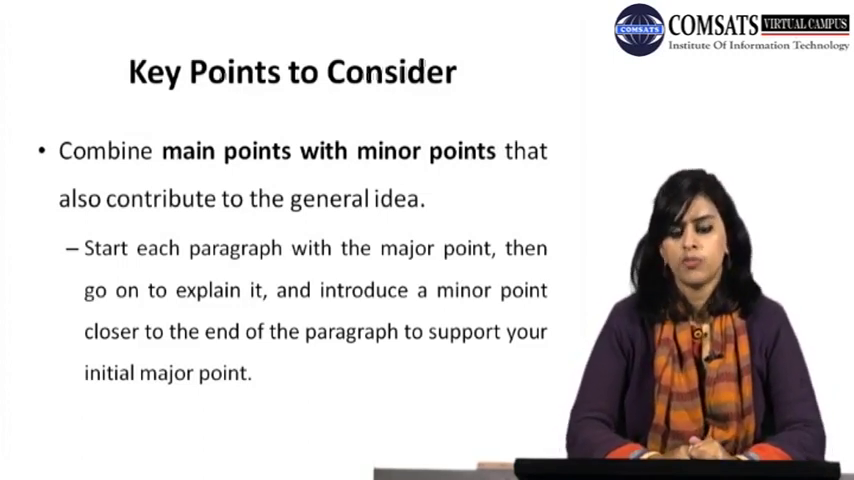 COMSATS VIRTUAL CAMPUS
COMSATS
Institute Of Information Technology
Key Points to Consider
• Combine main points with minor points that
also contribute to the general idea.
– Start each paragraph with the major point, then
go on to explain it, and introduce a minor point
closer to the end of the paragraph to support your
initial major point.